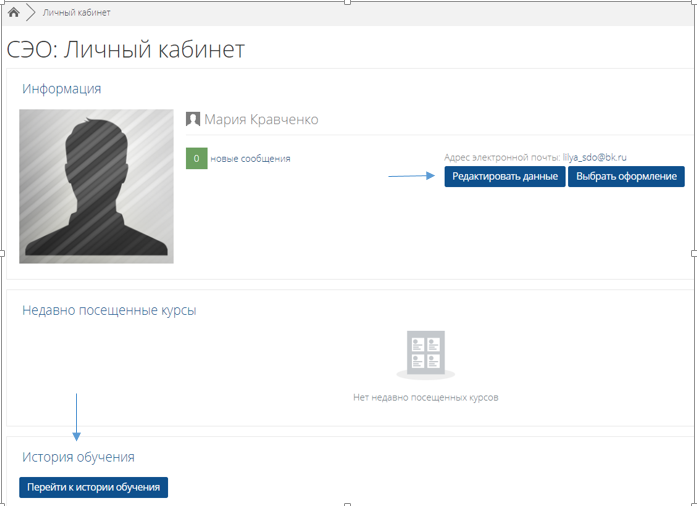 Личный кабинет
СЭО: Личный кабинет
Информация
Мария Кравченко
0 новые сообщения
Адрес электронной почты: lilya_sdo@bk.ru
Редактировать данные Выбрать оформление
Недавно посещенные курсы
Нет недавно посещенных курсов
История обучения
Перейти к истории обучения